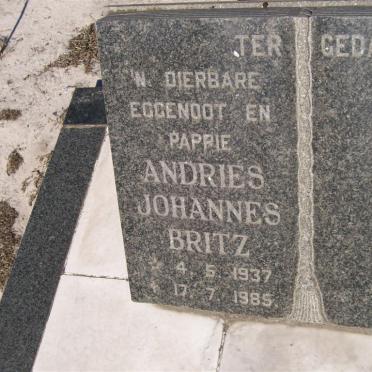 TER GEDA
'N DIERBARE
EGGENOOT EN
PAPPIE
ANDRIES
JOHANNES
BRITZ
4.5.1937
17.7.1985